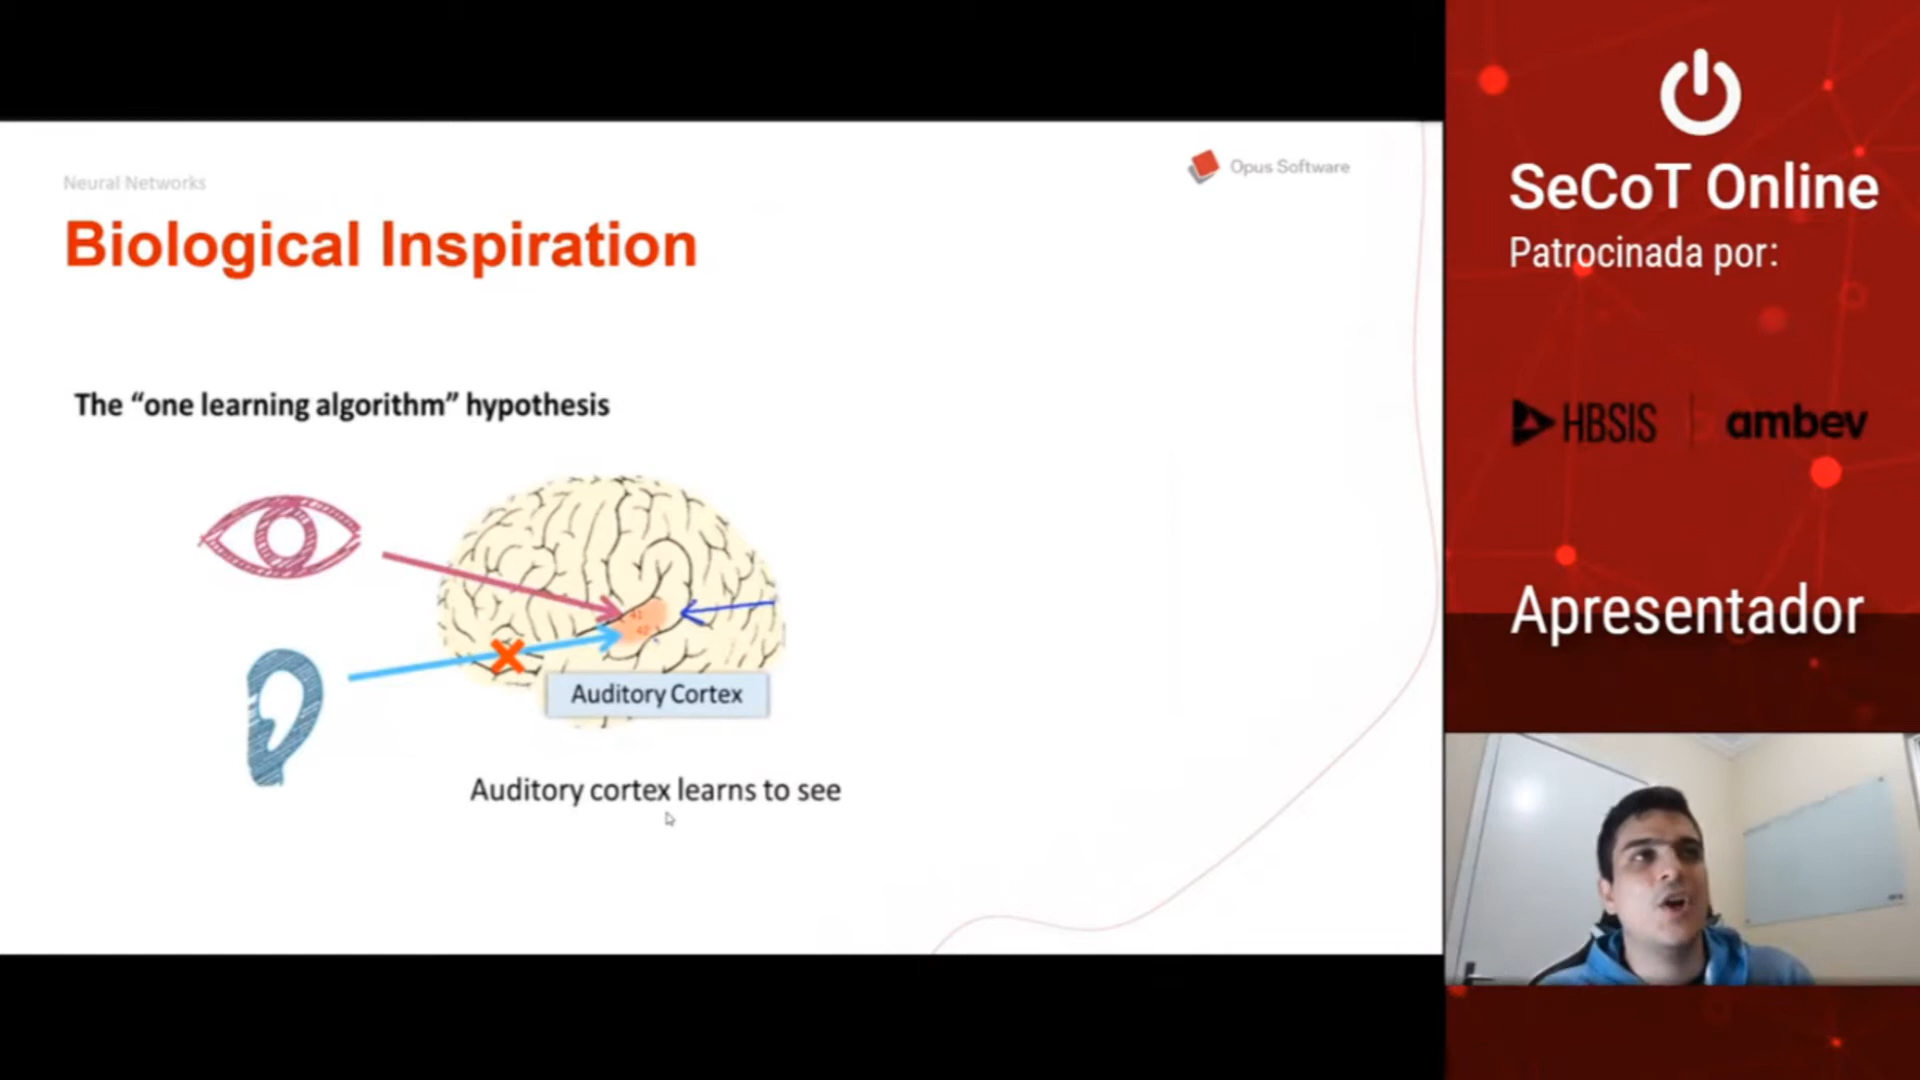 Neural Networks
Opus Software
Biological Inspiration
The “one learning algorithm” hypothesis
Auditory Cortex
Auditory cortex learns to see
SeCoT Online
Patrocinada por:
HBSIS
ambev
Apresentador